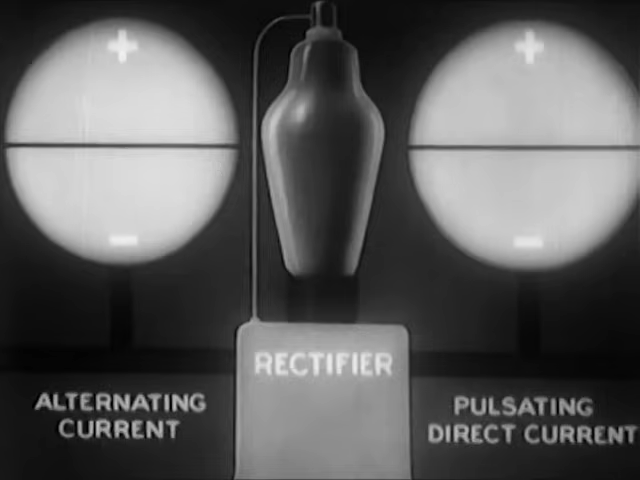 +
+
-
-
RECTIFIER
ALTERNATING
CURRENT
PULSATING
DIRECT CURRENT